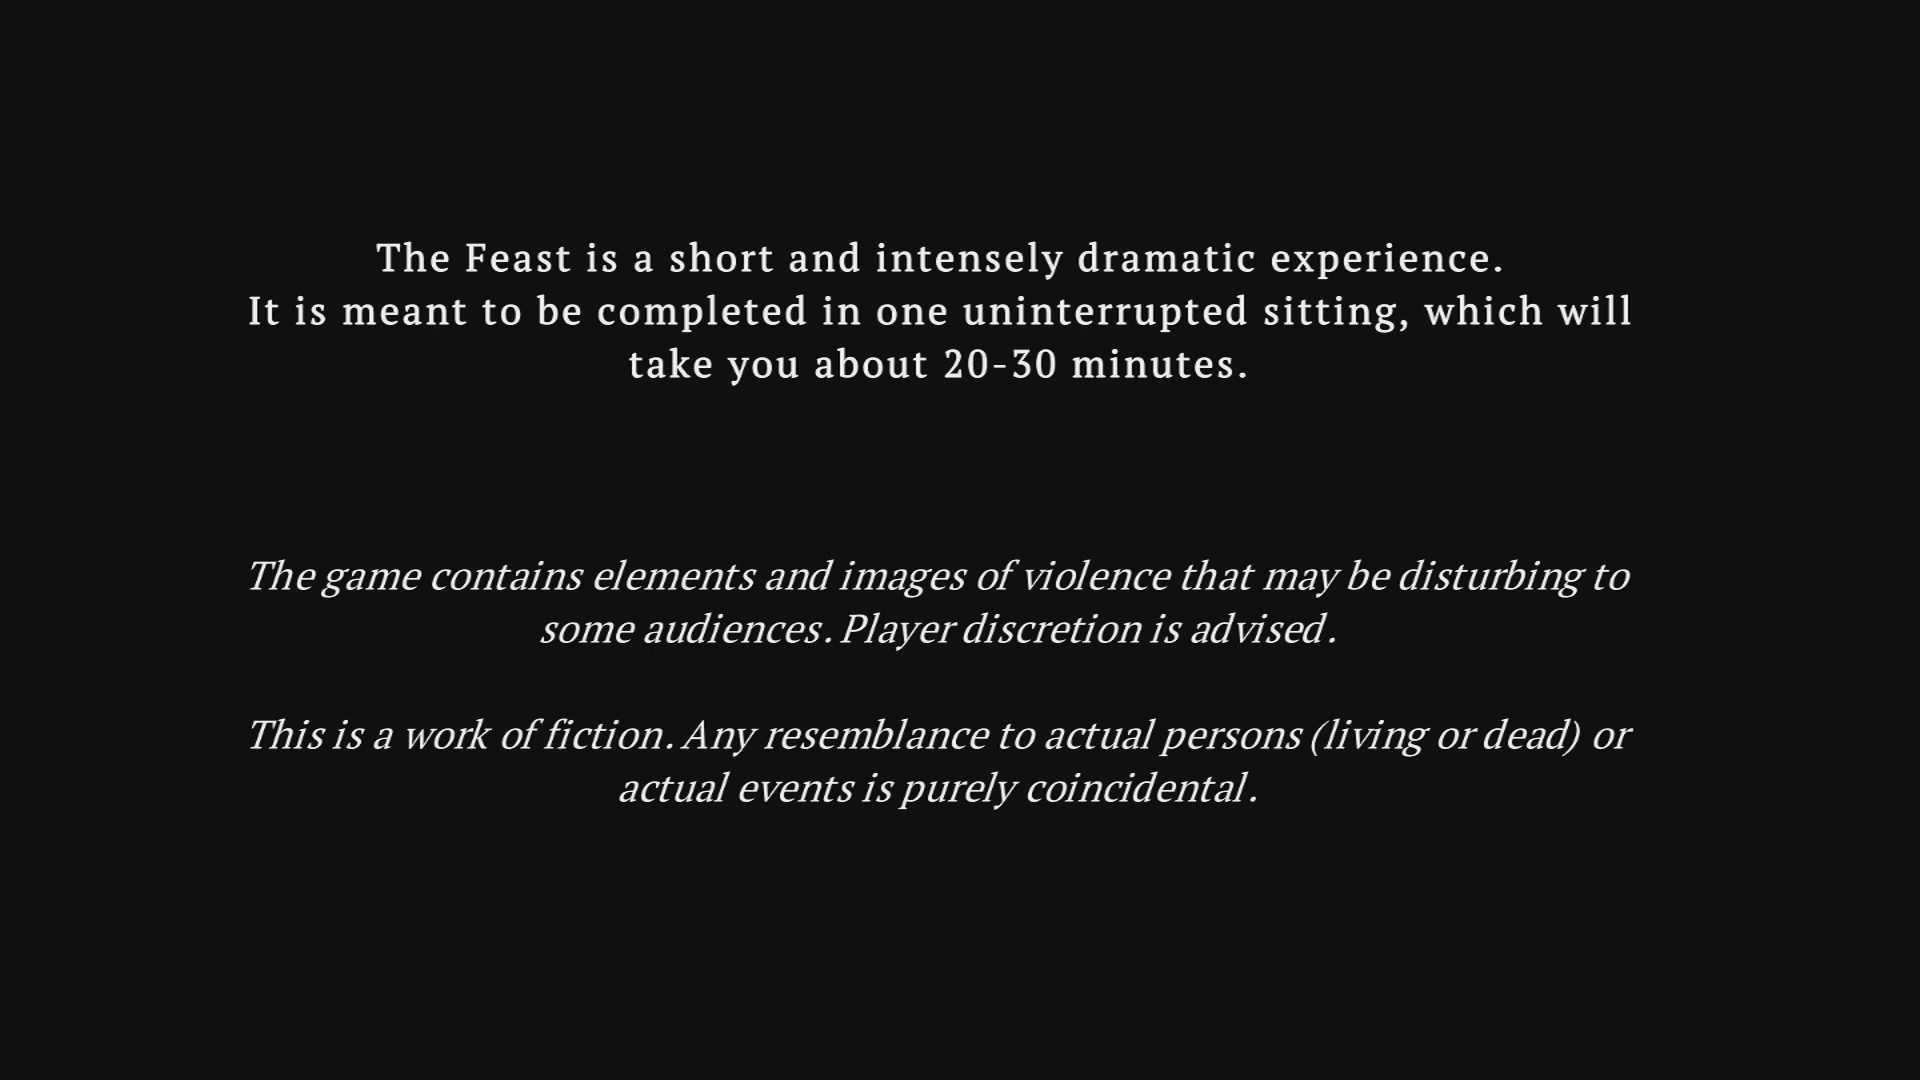 The Feast is a short and intensely dramatic experience.
It is meant to be completed in one uninterrupted sitting, which will
take you about 20-30 minutes.
The game contains elements and images of violence that may be disturbing to
some audiences. Player discretion is advised.
This is a work of fiction. Any resemblance to actual persons (living or dead) or
actual events is purely coincidental.